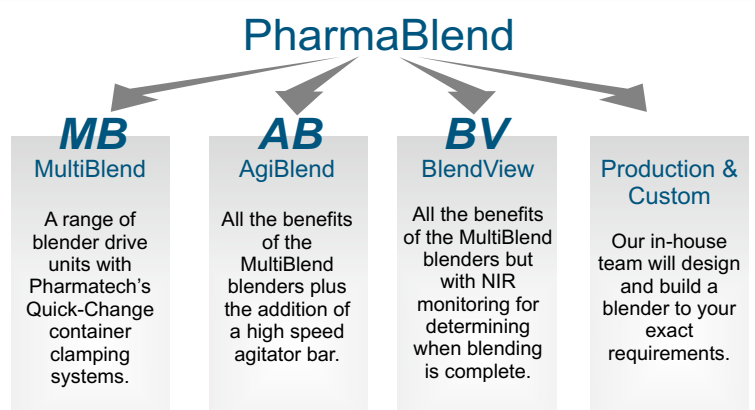 PharmaBlend
MB
MultiBlend
A range of
blender drive
units with
Pharmatech's
Quick-Change
container
clamping
systems.
AB
AgiBlend
All the benefits
of the
MultiBlend
blenders plus
the addition of
a high speed
agitator bar.
BV
BlendView
All the benefits
of the MultiBlend
blenders but
with NIR
monitoring for
determining
when blending
is complete.
Production &
Custom
Our in-house
team will design
and build a
blender to your
exact
requirements.